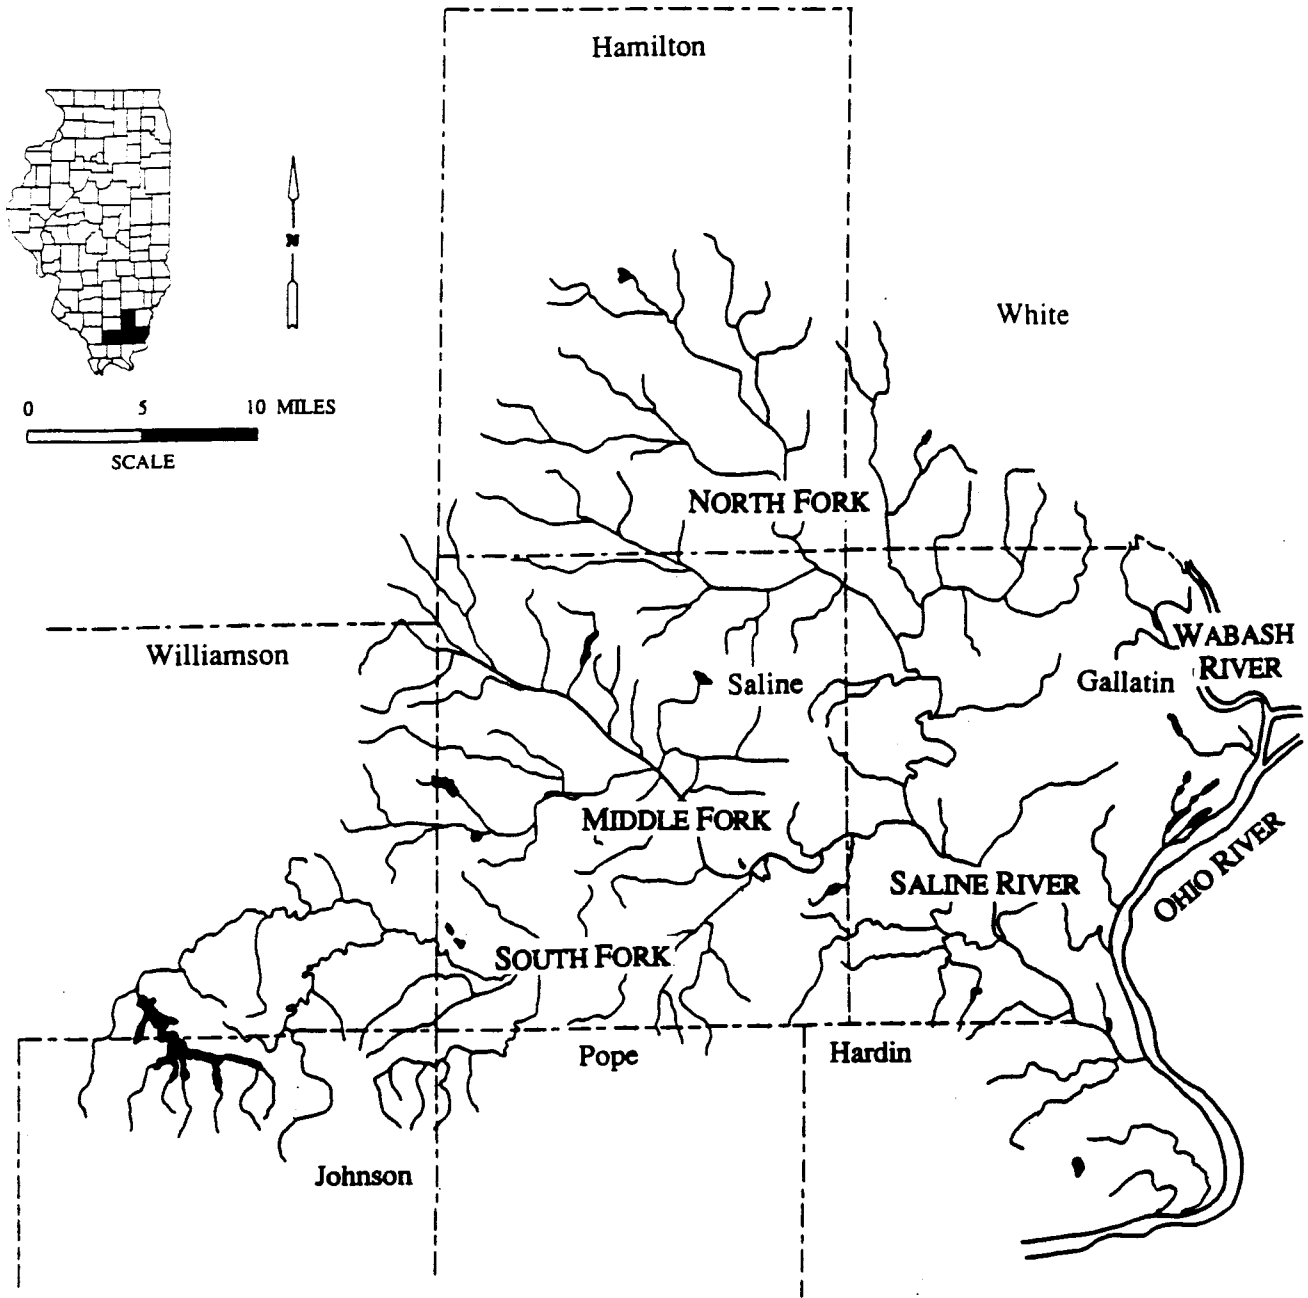 Hamilton
N
White
0 5 10 MILES
SCALE
NORTH FORK
Williamson
Saline
Gallatin
WABASH
RIVER
MIDDLE FORK
SALINE RIVER
OHIO RIVER
SOUTH FORK
Pope
Hardin
Johnson